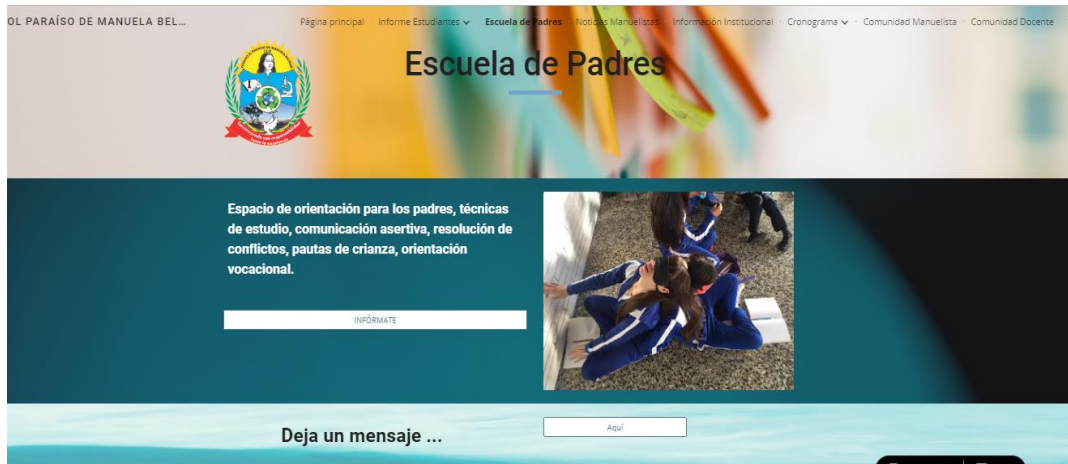 OL PARAÍSO DE MANUELA BEL...
Página principal
Informe Estudiantes
Escuela de Padres
Noticias Manuelistas
Información Institucional
Cronograma
Comunidad Manuelista
Comunidad Docente
Escuela de Padres
Espacio de orientación para los padres, técnicas
de estudio, comunicación asertiva, resolución de
conflictos, pautas de crianza, orientación
vocacional.
INFÓRMATE
Deja un mensaje ...
Aquí